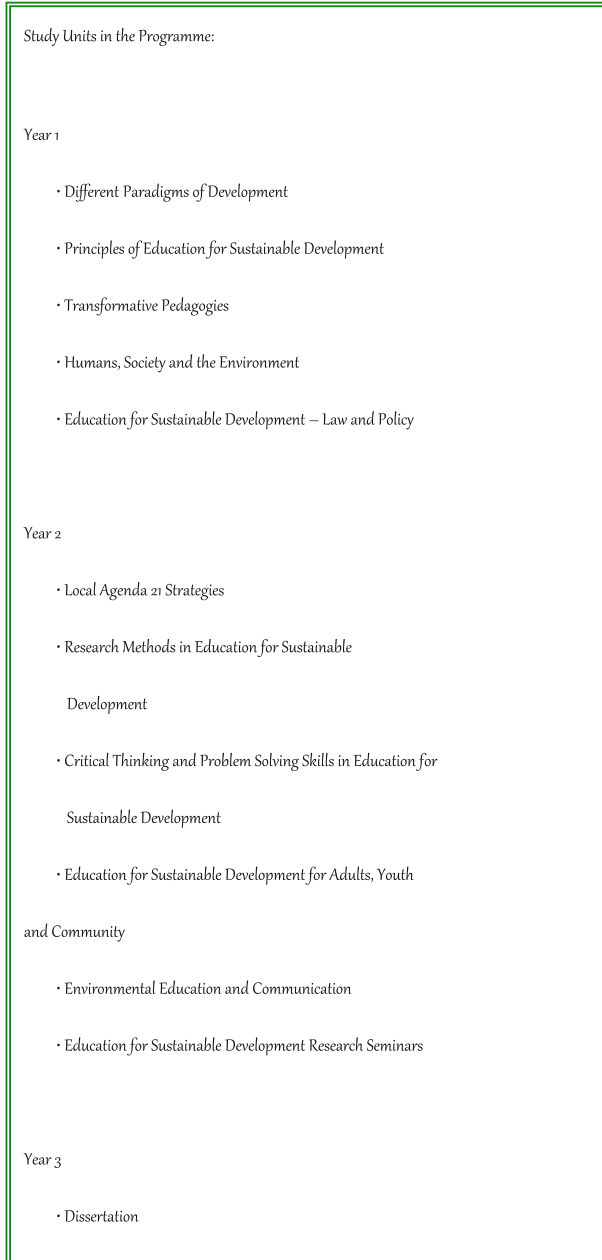 Study Units in the Programme:
Year 1
• Different Paradigms of Development
• Principles of Education for Sustainable Development
• Transformative Pedagogies
• Humans, Society and the Environment
• Education for Sustainable Development – Law and Policy
Year 2
• Local Agenda 21 Strategies
• Research Methods in Education for Sustainable
Development
• Critical Thinking and Problem Solving Skills in Education for
Sustainable Development
• Education for Sustainable Development for Adults, Youth
and Community
• Environmental Education and Communication
• Education for Sustainable Development Research Seminars
Year 3
• Dissertation